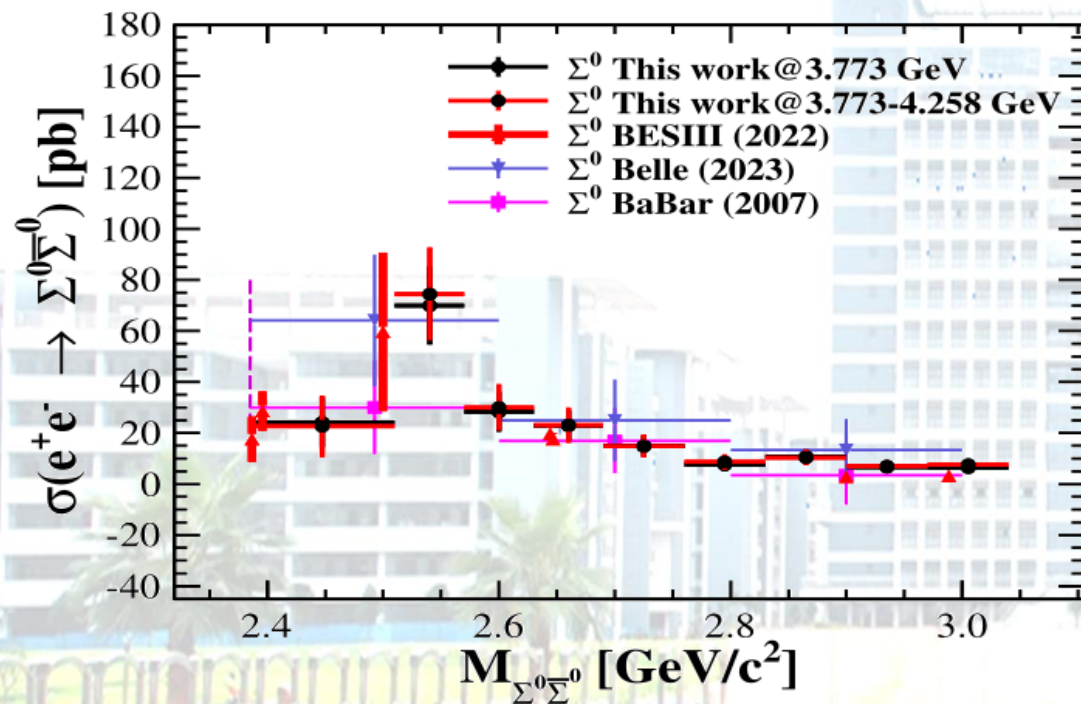 180
160
140
120
100
80
60
40
20
0
-20
-40
σ(e⁺e⁻ → Σ⁰Σ̅⁰) [pb]
Σ⁰ This work@3.773 GeV
Σ⁰ This work@3.773-4.258 GeV
Σ⁰ BESIII (2022)
Σ⁰ Belle (2023)
Σ⁰ BaBar (2007)
2.4 2.6 2.8 3.0
M_Σ⁰Σ̅⁰ [GeV/c²]